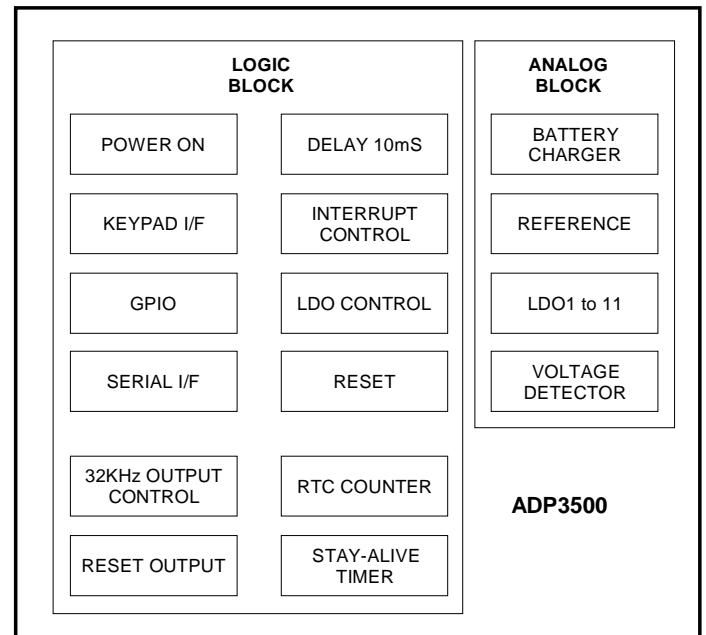 LOGIC
BLOCK
POWER ON
DELAY 10mS
KEYPAD I/F
INTERRUPT
CONTROL
GPIO
LDO CONTROL
SERIAL I/F
RESET
32KHz OUTPUT
CONTROL
RTC COUNTER
RESET OUTPUT
STAY-ALIVE
TIMER
ANALOG
BLOCK
BATTERY
CHARGER
REFERENCE
LDO1 to 11
VOLTAGE
DETECTOR
ADP3500